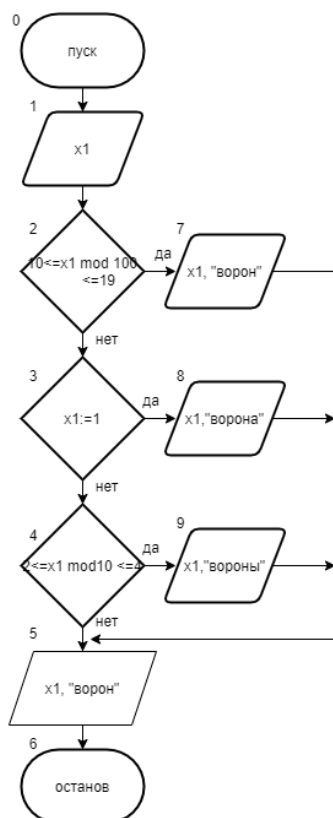 0
пуск
1
x1
2
10<=x1 mod 100
<=19
да
7
x1, "ворон"
нет
3
x1:=1
да
8
x1,"ворона"
нет
4
2<=x1 mod10 <=4
да
9
x1,"вороны"
нет
5
x1, "ворон"
6
останов